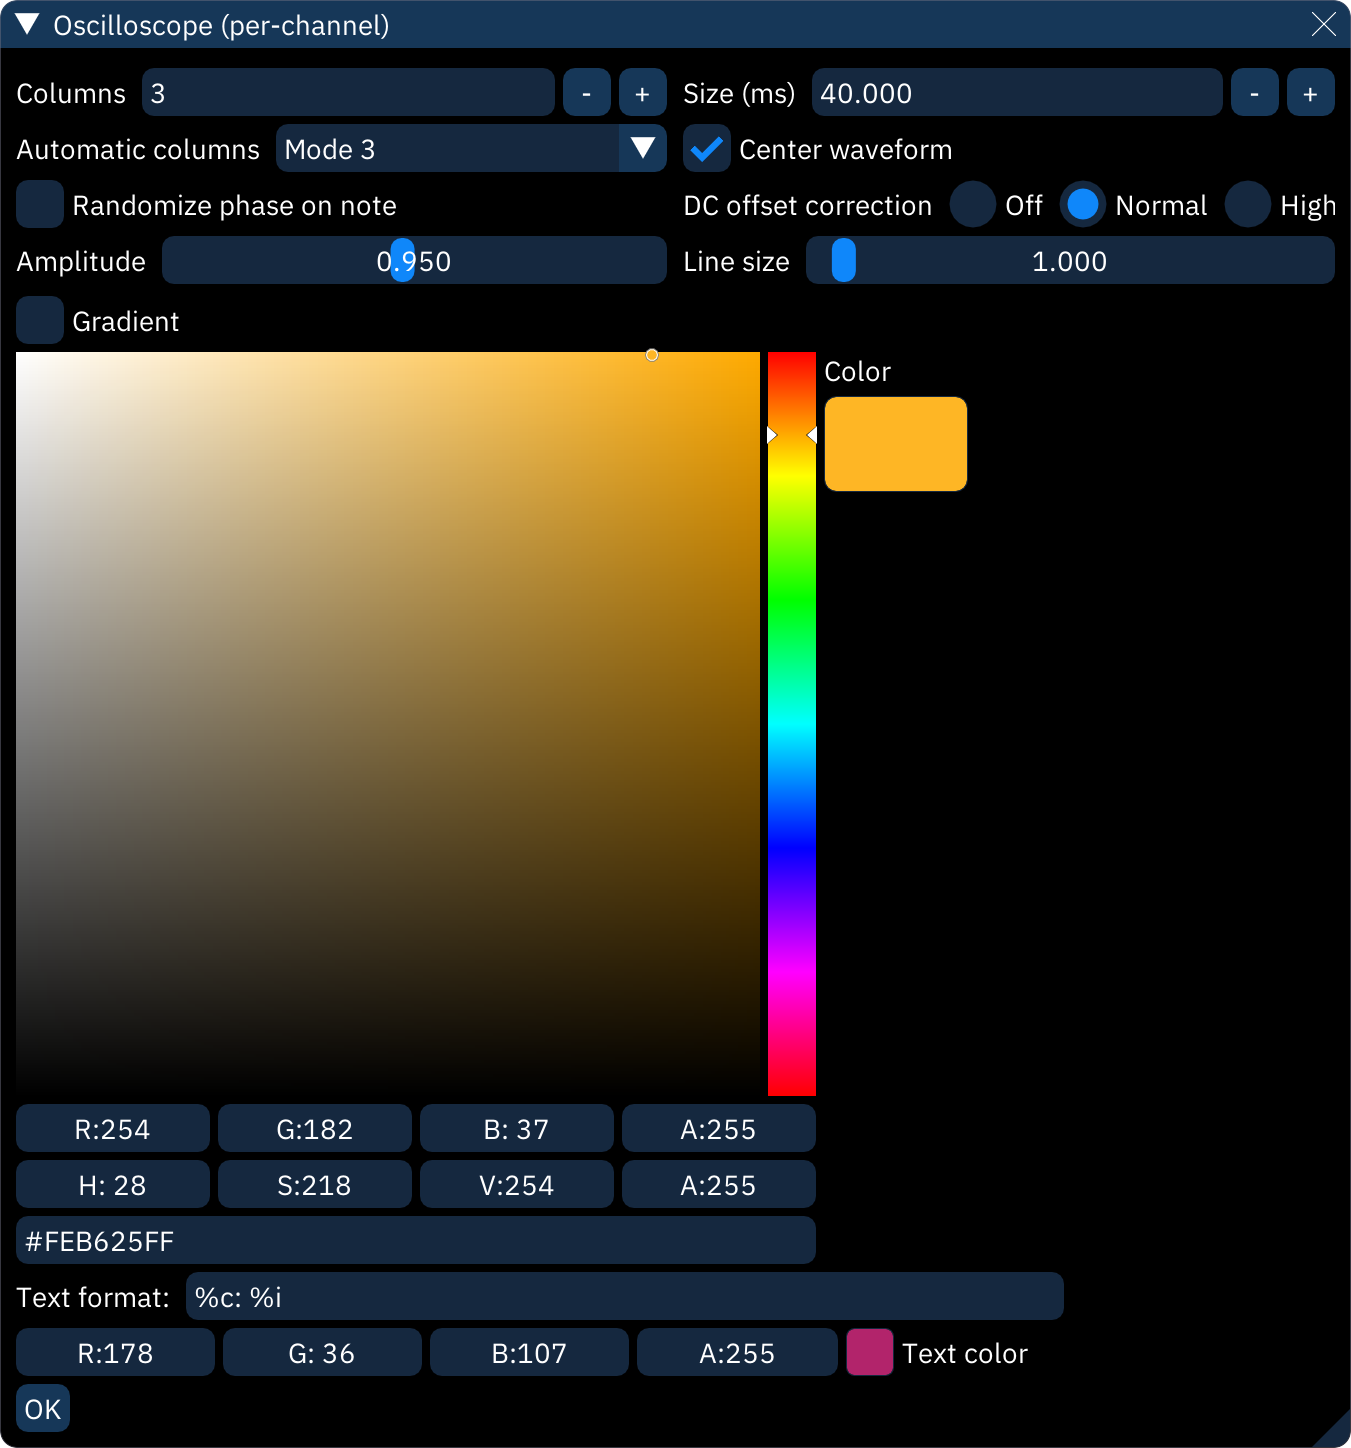 Oscilloscope (per-channel)
Columns 3 - + Size (ms) 40.000 - +
Automatic columns Mode 3 Center waveform
Randomize phase on note DC offset correction Off Normal High
Amplitude 0.950 Line size 1.000
Gradient
Color
R:254 G:182 B: 37 A:255
H: 28 S:218 V:254 A:255
#FEB625FF
Text format: %c: %i
R:178 G: 36 B:107 A:255 Text color
OK